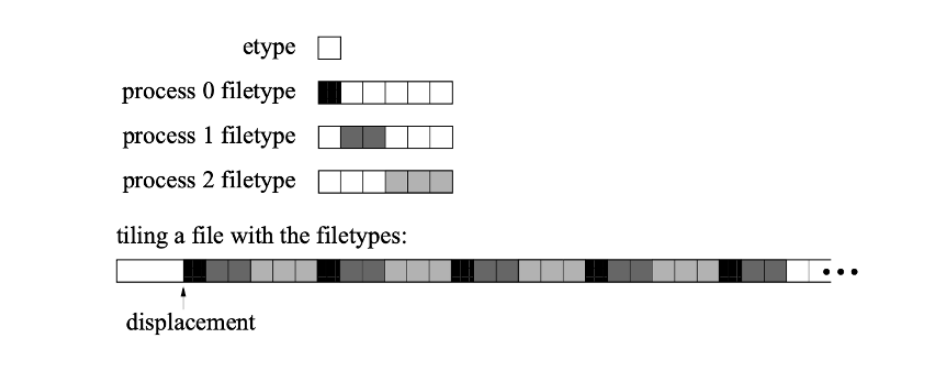 etype
process 0 filetype
process 1 filetype
process 2 filetype
tiling a file with the filetypes:
displacement